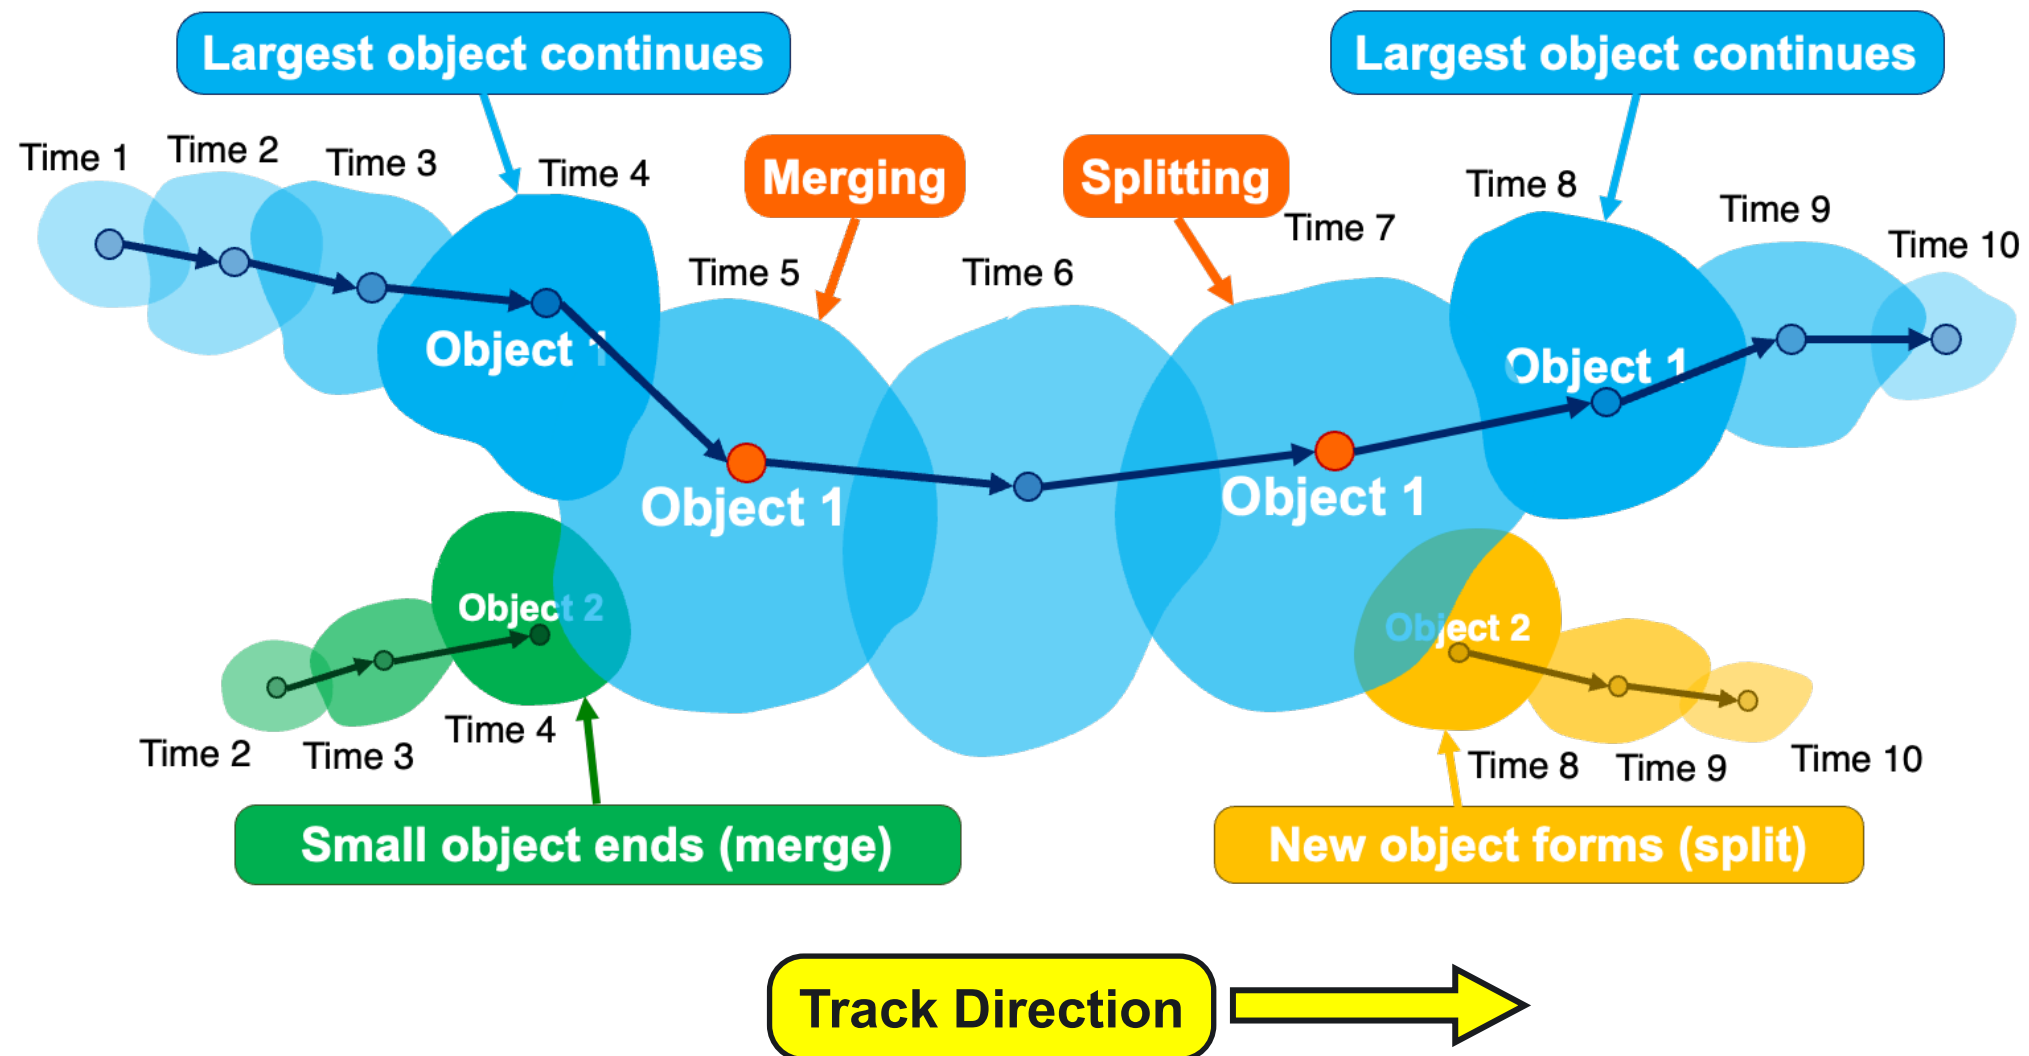 Largest object continues
Largest object continues
Time 1
Time 2
Time 3
Time 4
Merging
Splitting
Time 8
Time 7
Time 9
Time 10
Time 5
Time 6
Object 1
Object 1
Object 1
Object 1
Object 2
Object 2
Time 2
Time 3
Time 4
Time 8
Time 9
Time 10
Small object ends (merge)
New object forms (split)
Track Direction